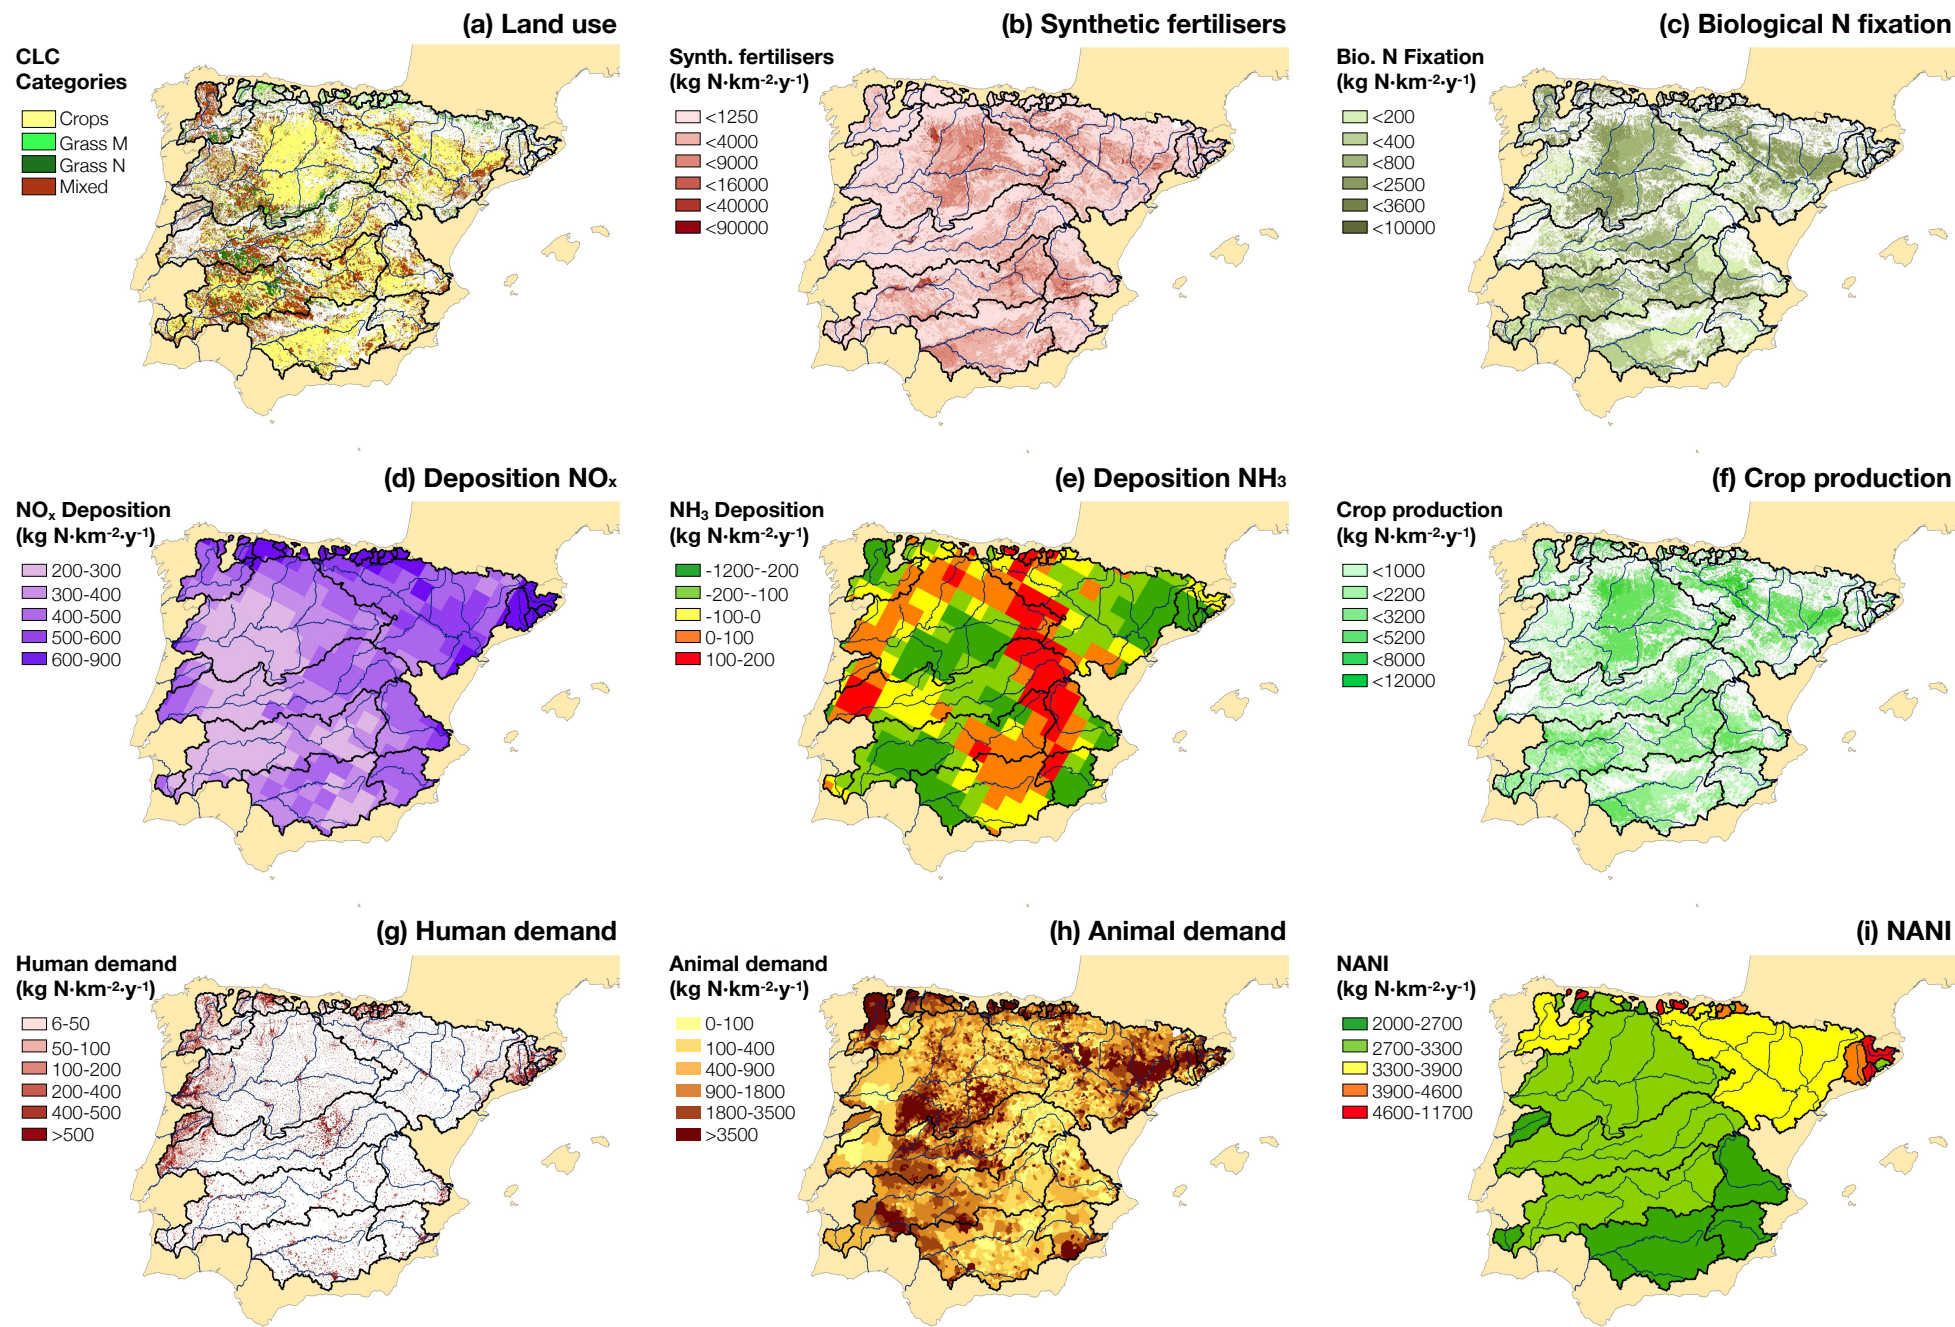 (a) Land use
CLC
Categories
Crops
Grass M
Grass N
Mixed
(b) Synthetic fertilisers
Synth. fertilisers
(kg N·km⁻²·y⁻¹)
<1250
<4000
<9000
<16000
<40000
<90000
(c) Biological N fixation
Bio. N Fixation
(kg N·km⁻²·y⁻¹)
<200
<400
<800
<2500
<3600
<10000
(d) Deposition NOₓ
NOₓ Deposition
(kg N·km⁻²·y⁻¹)
200-300
300-400
400-500
500-600
600-900
(e) Deposition NH₃
NH₃ Deposition
(kg N·km⁻²·y⁻¹)
-1200--200
-200--100
-100-0
0-100
100-200
(f) Crop production
Crop production
(kg N·km⁻²·y⁻¹)
<1000
<2200
<3200
<5200
<8000
<12000
(g) Human demand
Human demand
(kg N·km⁻²·y⁻¹)
6-50
50-100
100-200
200-400
400-500
>500
(h) Animal demand
Animal demand
(kg N·km⁻²·y⁻¹)
0-100
100-400
400-900
900-1800
1800-3500
>3500
(i) NANI
NANI
(kg N·km⁻²·y⁻¹)
2000-2700
2700-3300
3300-3900
3900-4600
4600-11700